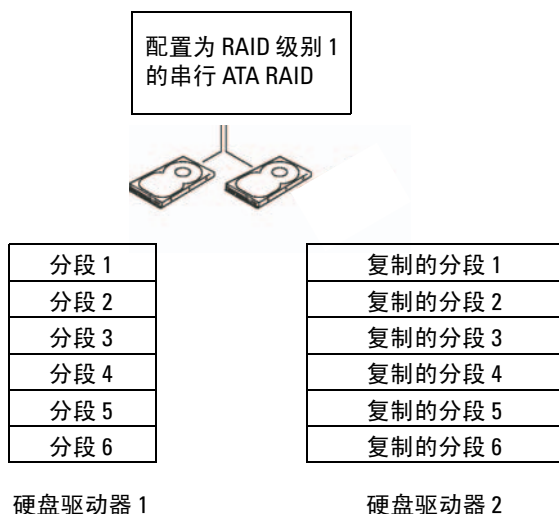 配置为 RAID 级别 1
的串行 ATA RAID
分段 1
复制的分段 1
分段 2
复制的分段 2
分段 3
复制的分段 3
分段 4
复制的分段 4
分段 5
复制的分段 5
分段 6
复制的分段 6
硬盘驱动器 1
硬盘驱动器 2